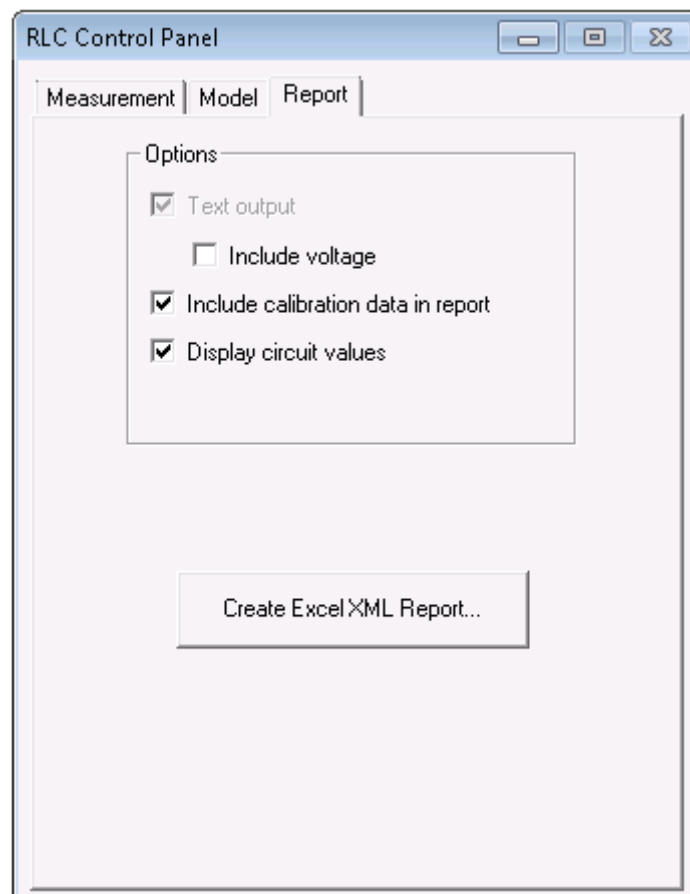 RLC Control Panel
Measurement Model Report
Options
Text output
Include voltage
Include calibration data in report
Display circuit values
Create Excel XML Report...